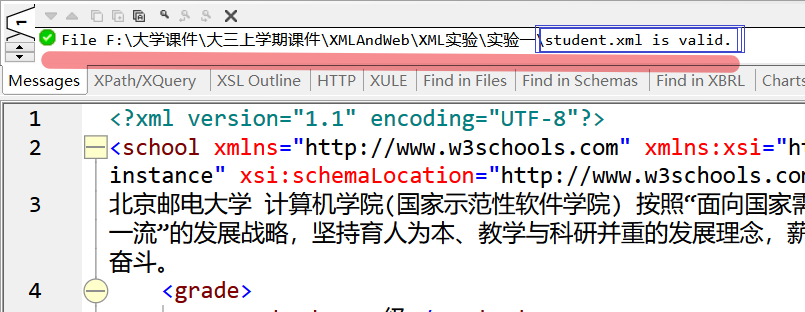 File F:\大学课件\大三上学期课件\XMLAndWeb\XML实验\实验一\student.xml is valid.
Messages XPath/XQuery XSL Outline HTTP XULE Find in Files Find in Schemas Find in XBRL Charts
1 <?xml version="1.1" encoding="UTF-8"?>
2 <school xmlns="http://www.w3schools.com" xmlns:xsi="ht
instance" xsi:schemaLocation="http://www.w3schools.co
3 北京邮电大学 计算机学院(国家示范性软件学院) 按照“面向国家需
一流”的发展战略，坚持育人为本、教学与科研并重的发展理念，薪
奋斗。
4 <grade>